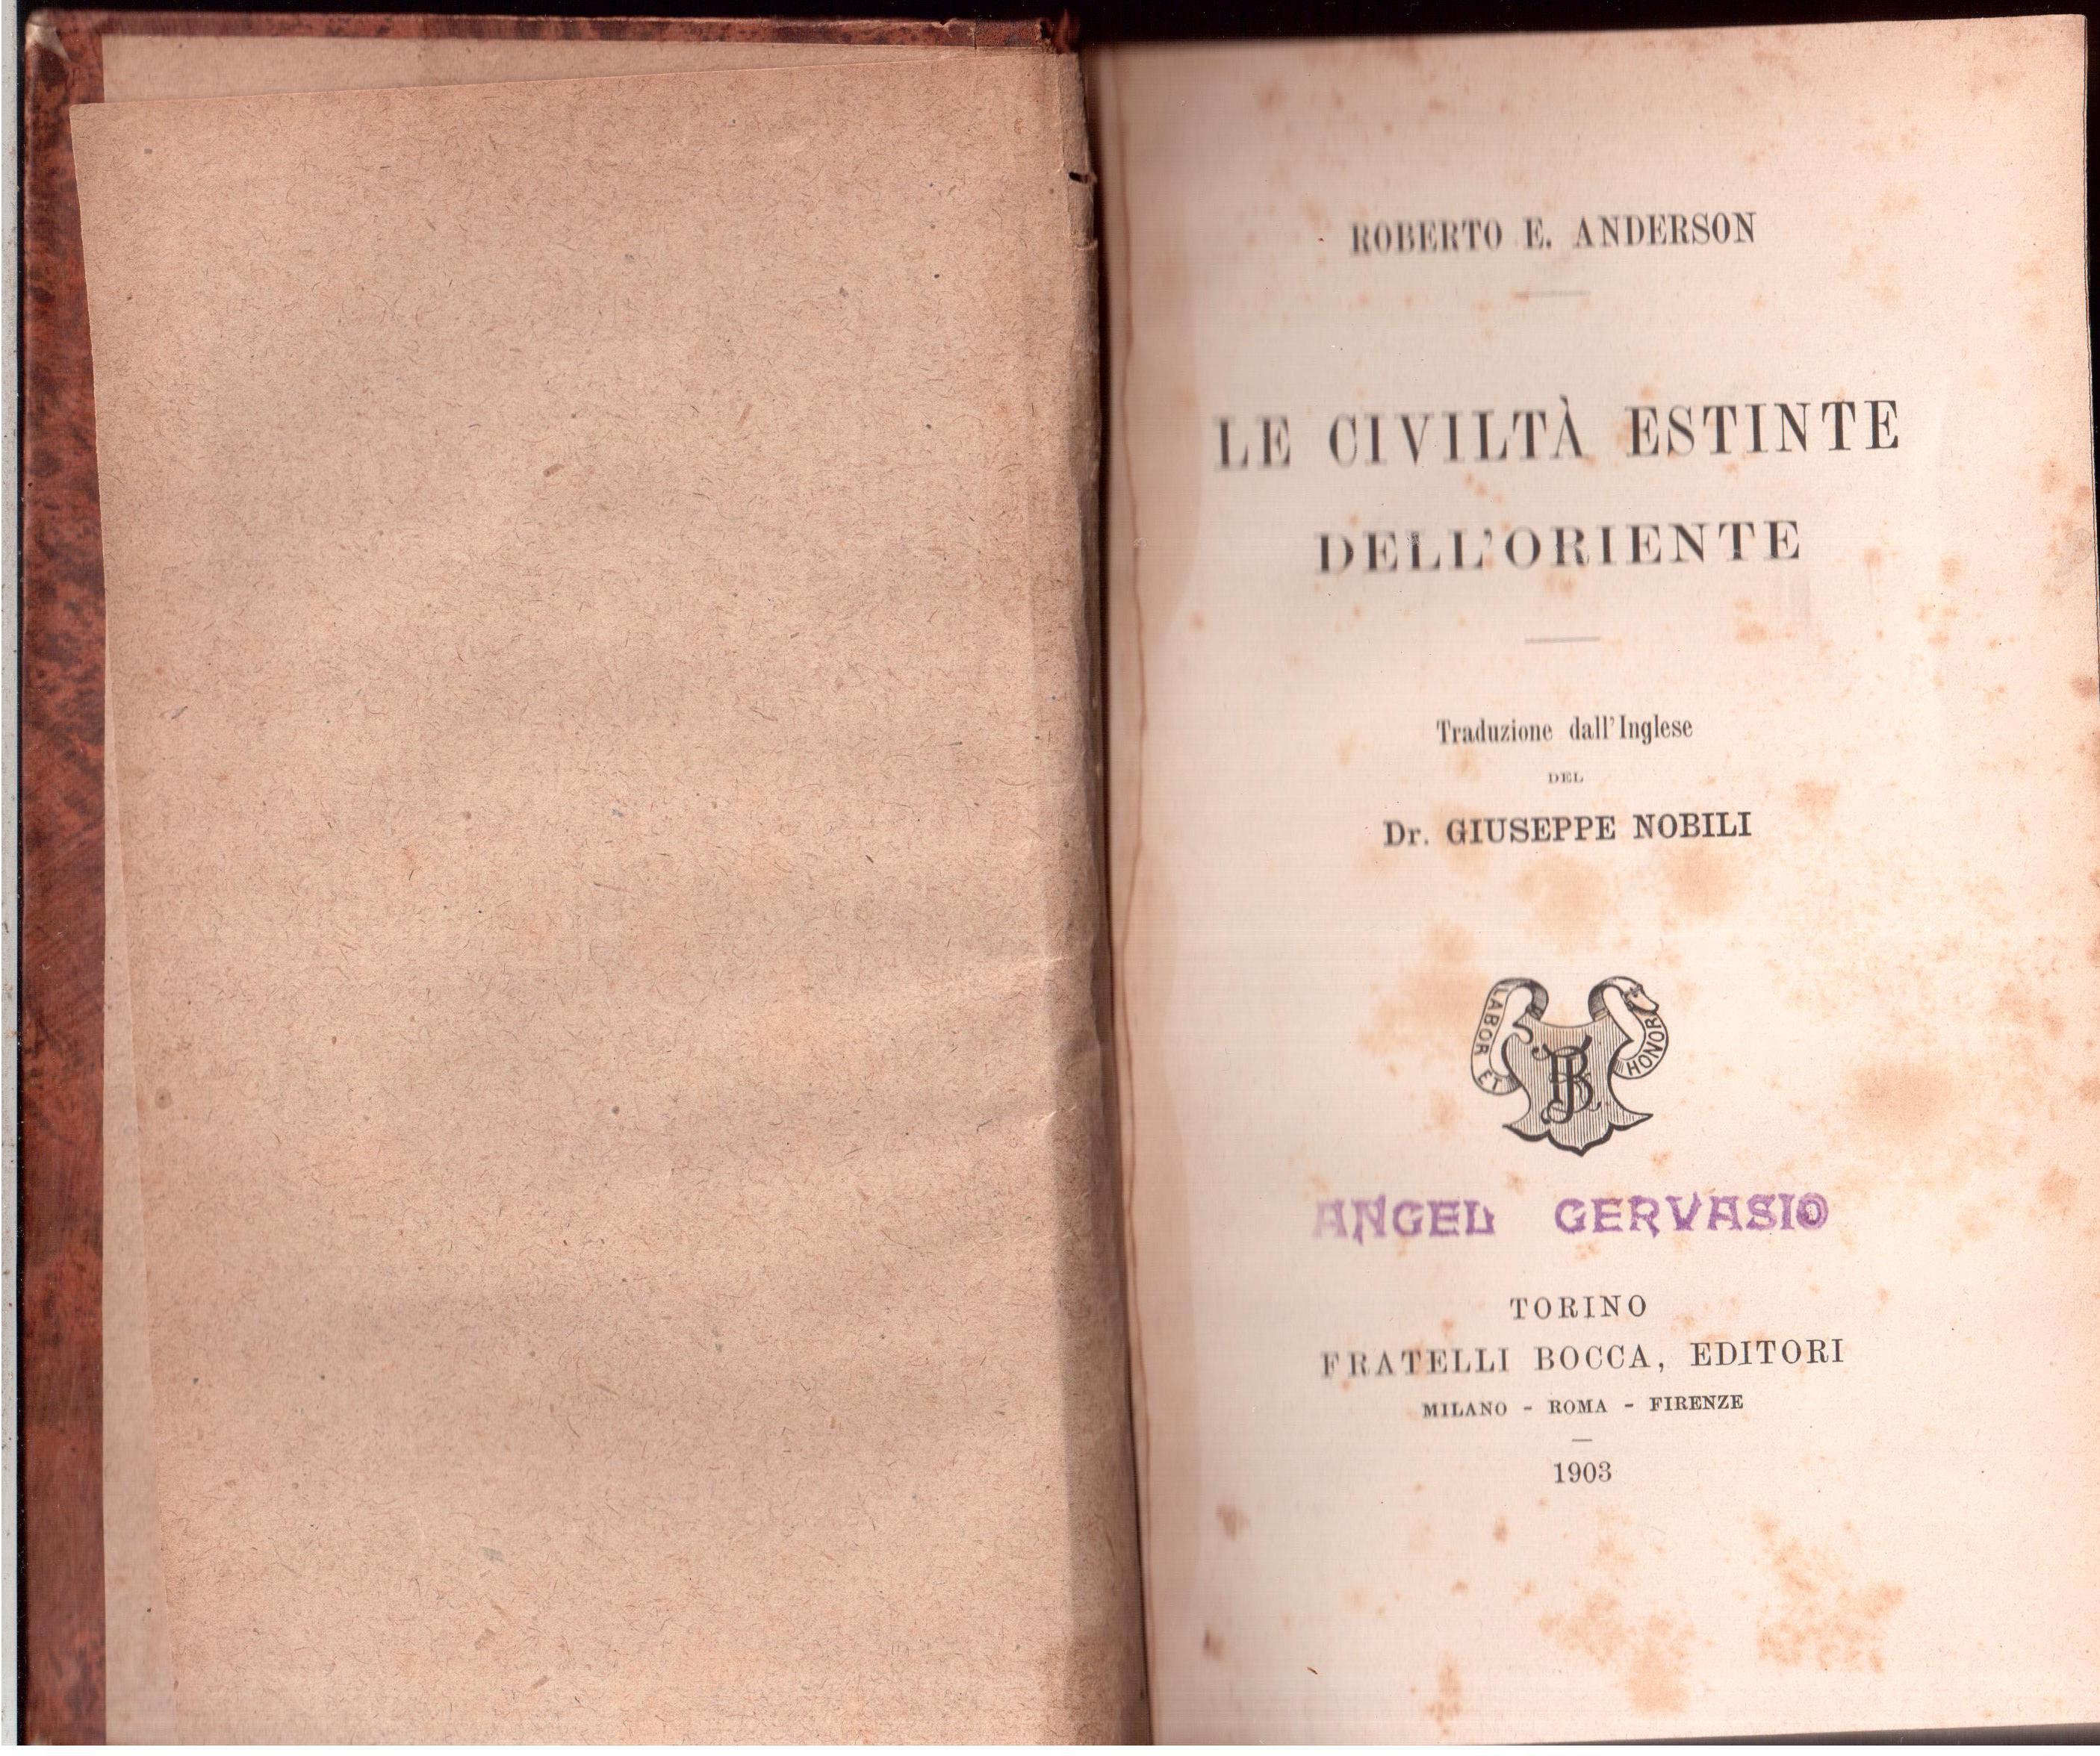 ROBERTO E. ANDERSON
LE CIVILTÀ ESTINTE
DELL'ORIENTE
Traduzione dall'Inglese
DEL
Dr. GIUSEPPE NOBILI
LABOR ET HONOR
ANGEL GERVASIO
TORINO
FRATELLI BOCCA, EDITORI
MILANO - ROMA - FIRENZE
1903